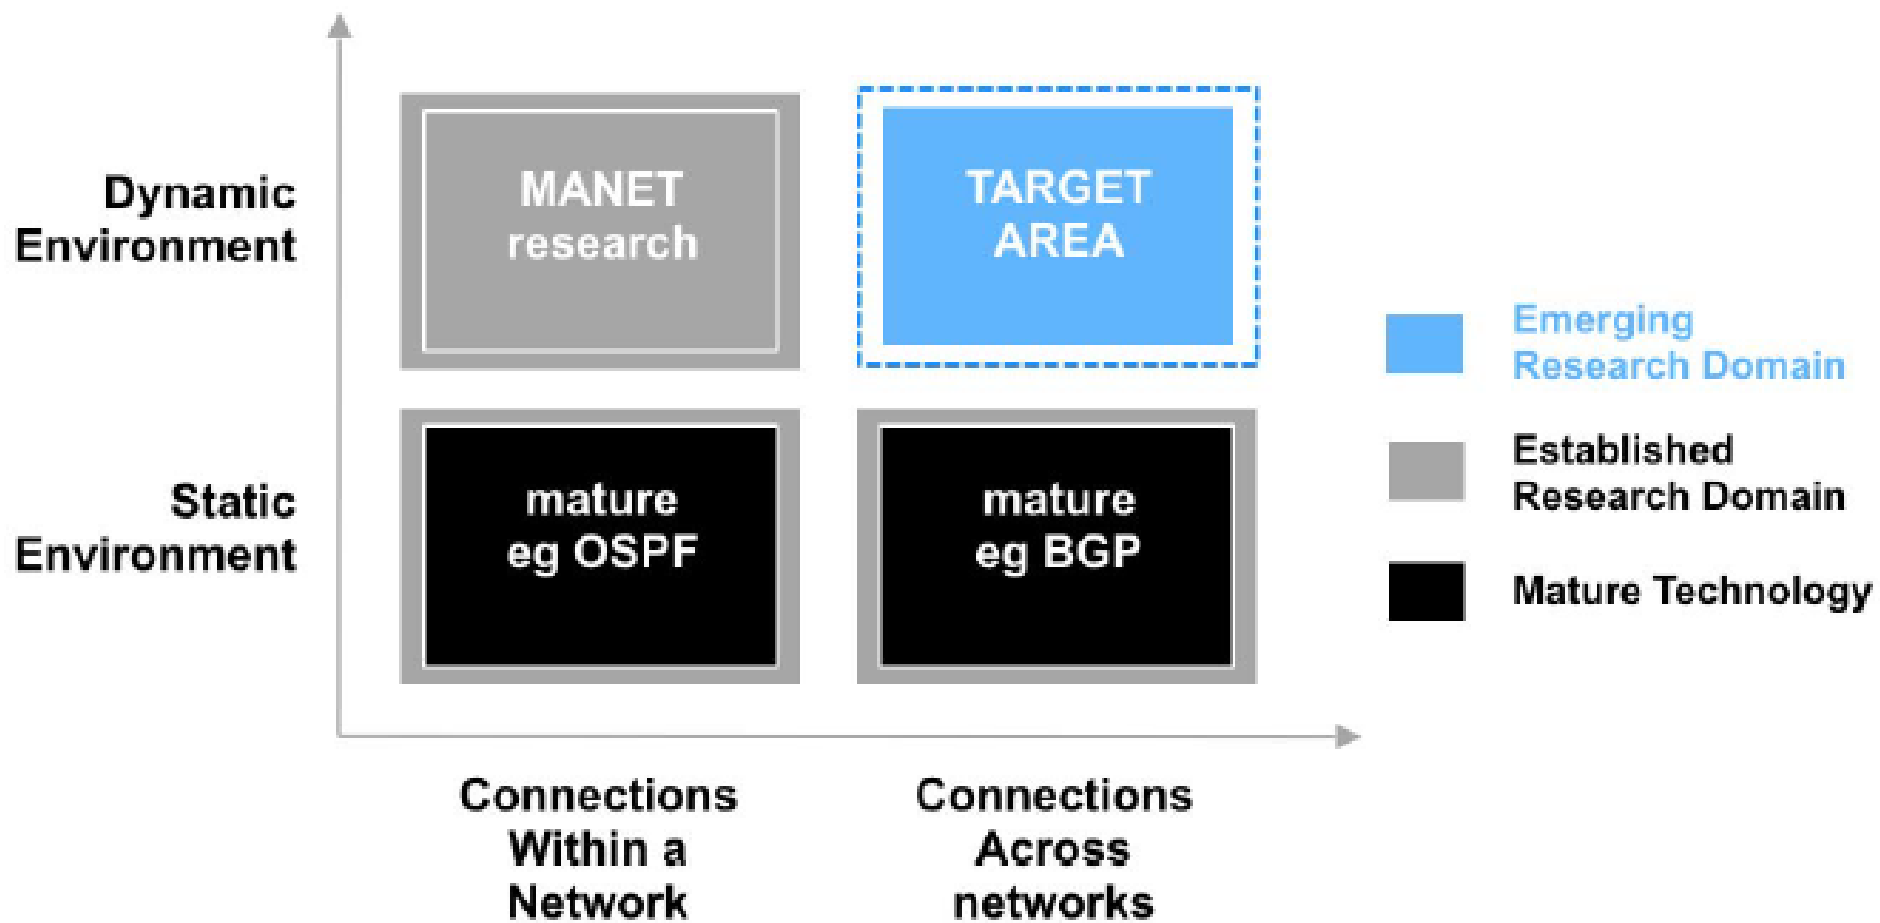 Dynamic
Environment
MANET
research
TARGET
AREA
Static
Environment
mature
eg OSPF
mature
eg BGP
Connections
Within a
Network
Connections
Across
networks
Emerging
Research Domain
Established
Research Domain
Mature Technology